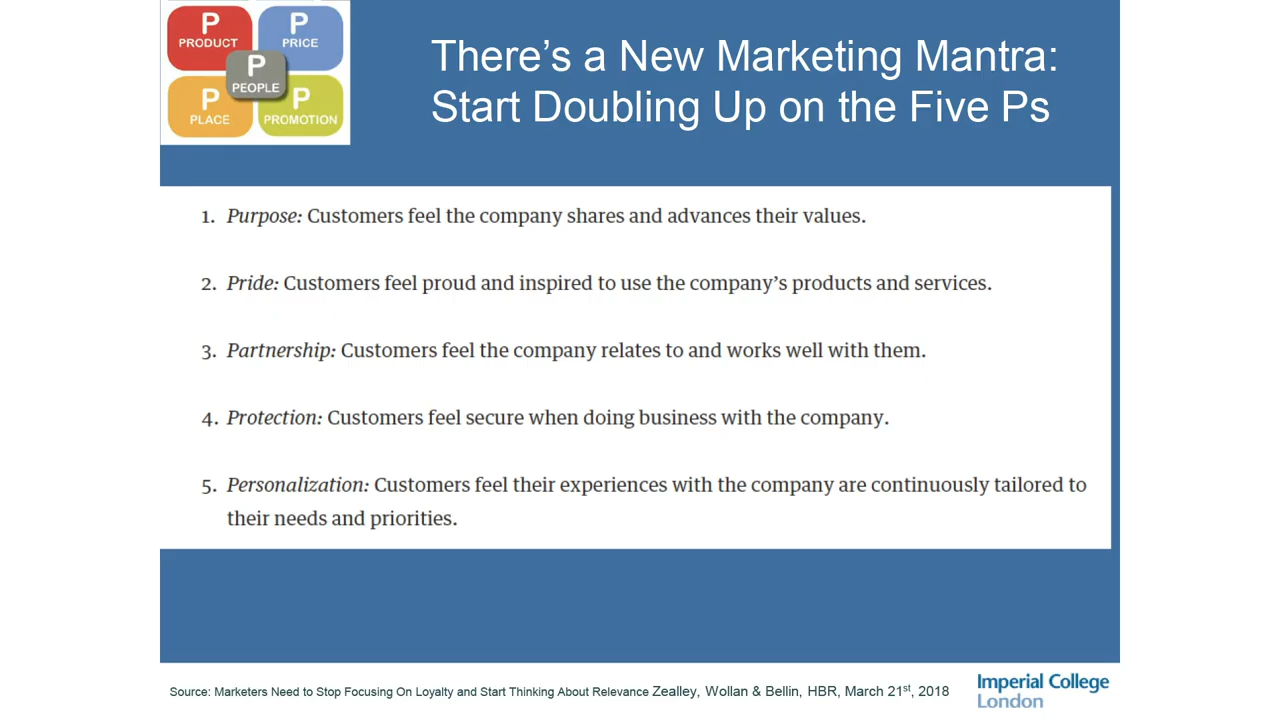 P
PRODUCT
P
PRICE
P
PEOPLE
P
PLACE
P
PROMOTION
There's a New Marketing Mantra:
Start Doubling Up on the Five Ps
1. Purpose: Customers feel the company shares and advances their values.
2. Pride: Customers feel proud and inspired to use the company's products and services.
3. Partnership: Customers feel the company relates to and works well with them.
4. Protection: Customers feel secure when doing business with the company.
5. Personalization: Customers feel their experiences with the company are continuously tailored to
their needs and priorities.
Source: Marketers Need to Stop Focusing On Loyalty and Start Thinking About Relevance Zealley, Wollan & Bellin, HBR, March 21st, 2018
Imperial College
London